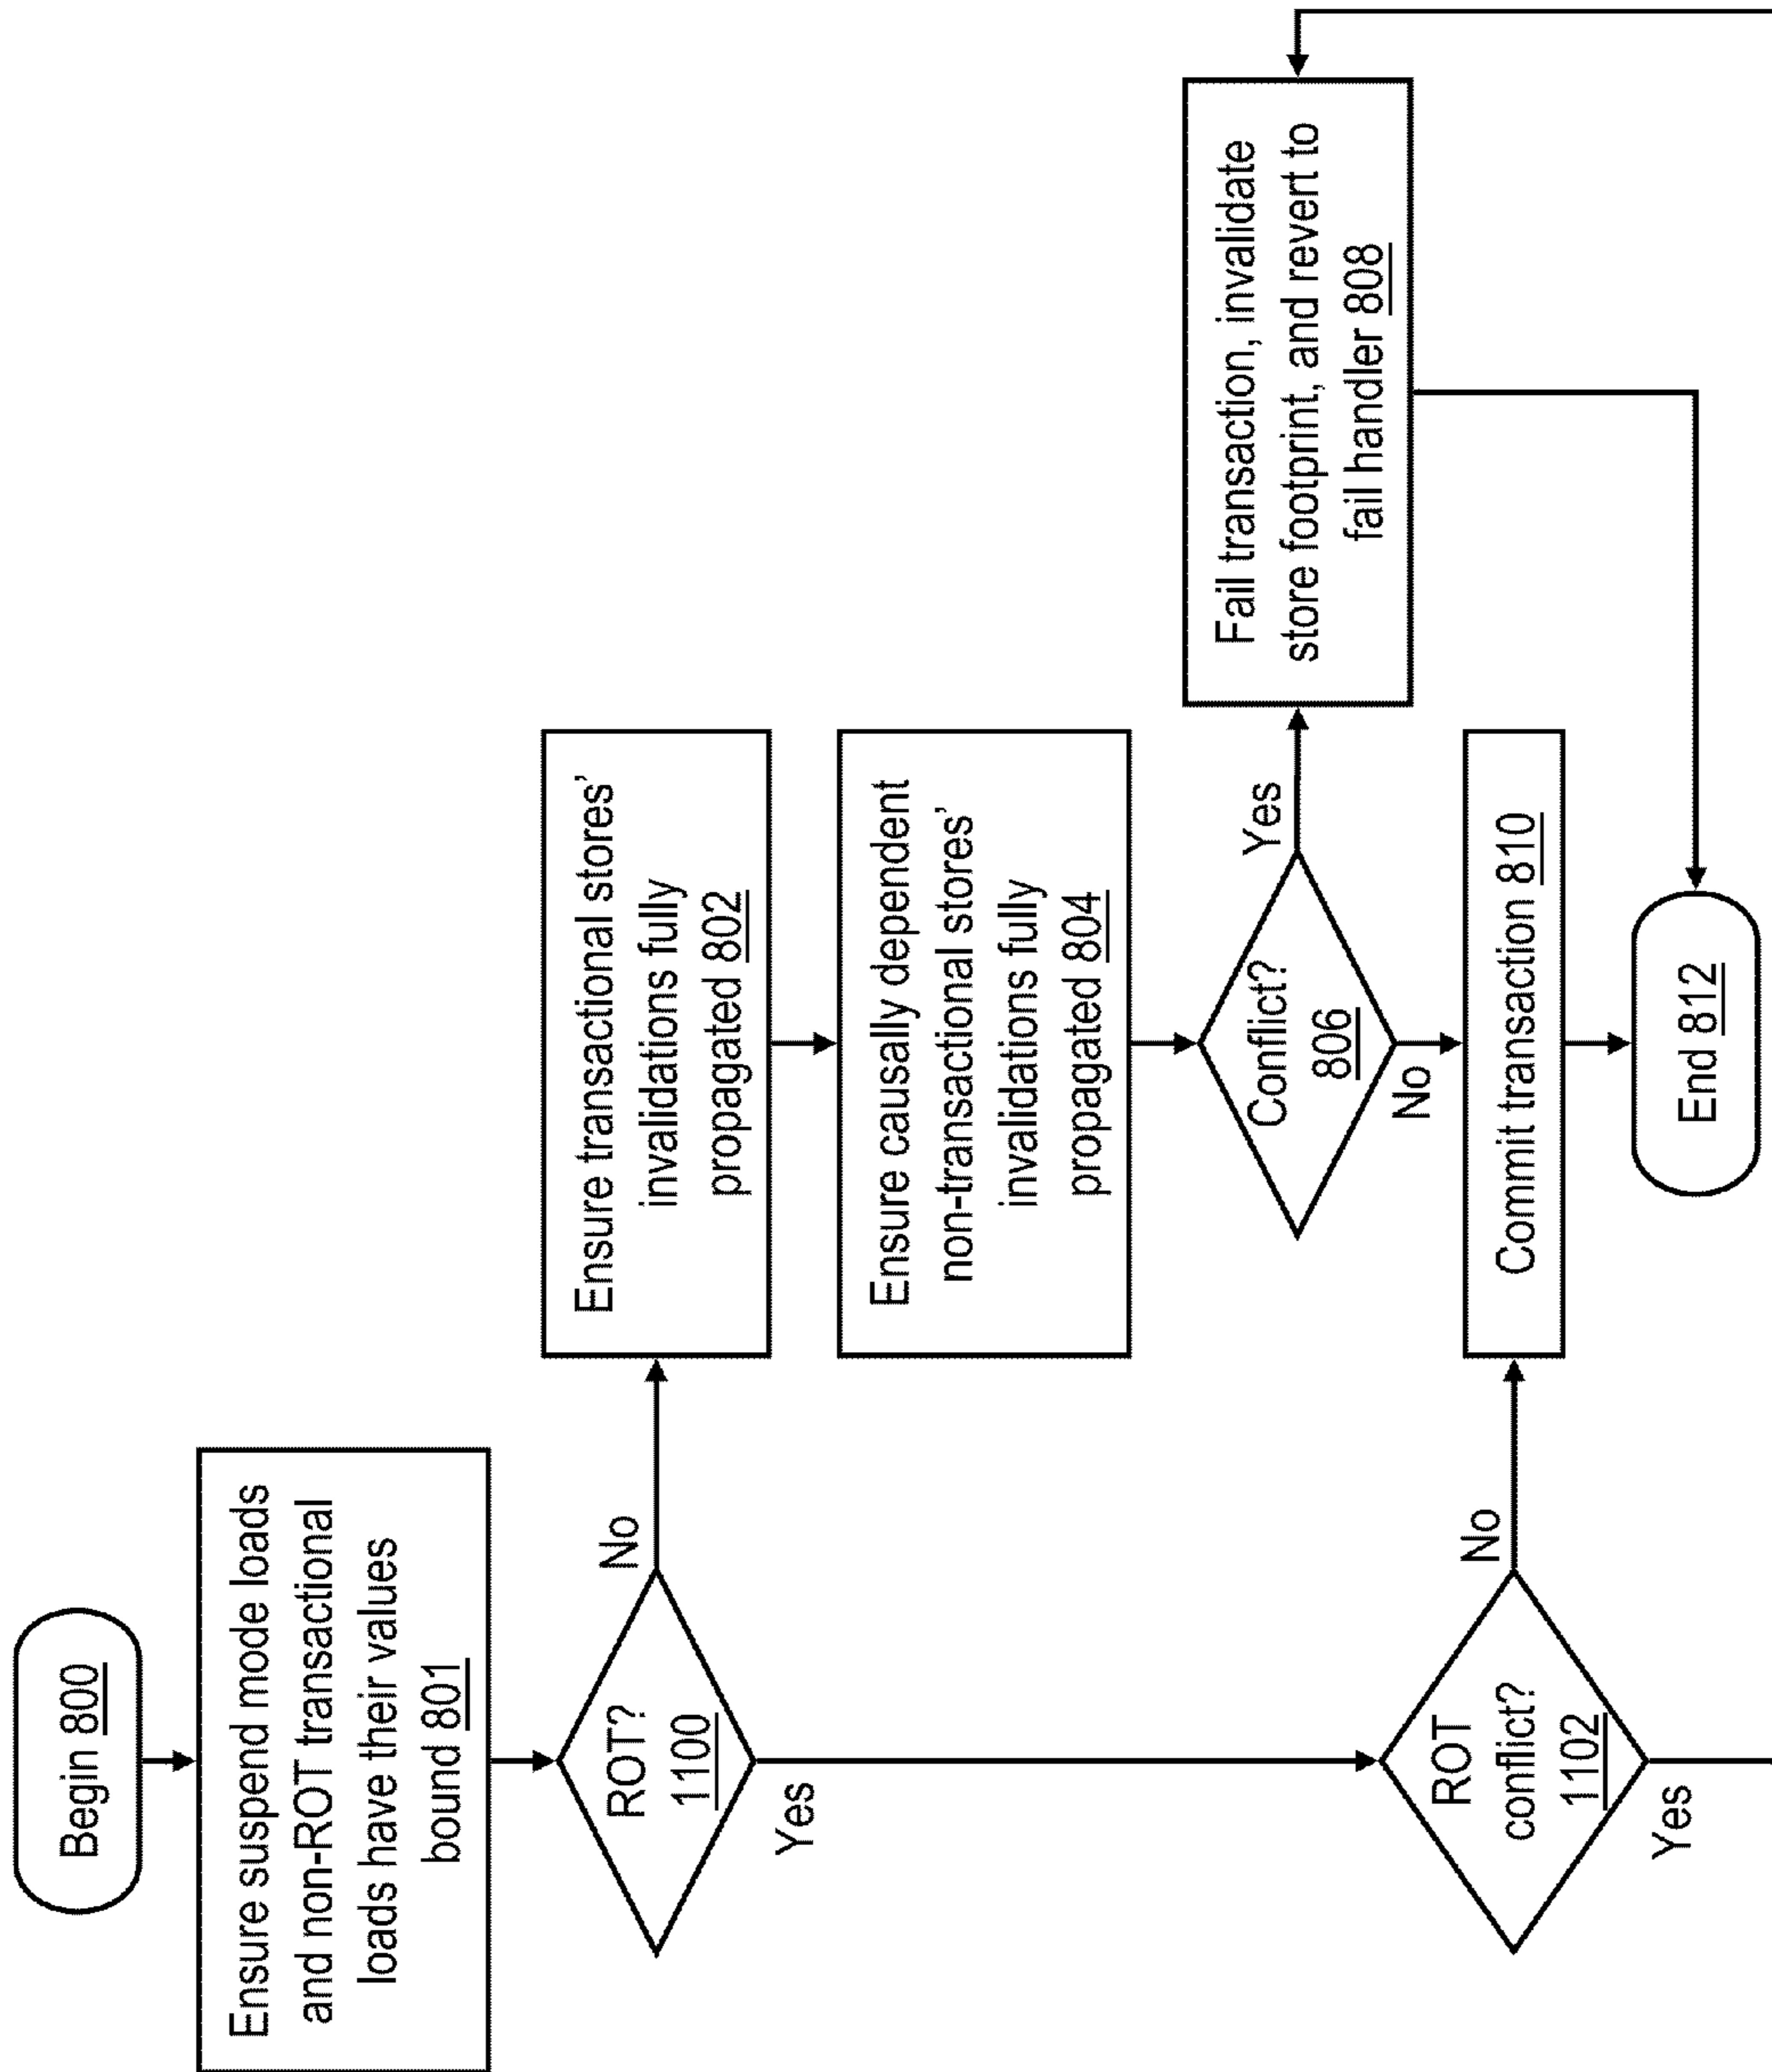 Begin 800
Ensure suspend mode loads
and non-ROT transactional
loads have their values
bound 801
ROT?
1100
No
Yes
Ensure transactional stores’
invalidations fully
propagated 802
Ensure causally dependent
non-transactional stores’
invalidations fully
propagated 804
Conflict?
806
Yes
No
Fail transaction, invalidate
store footprint, and revert to
fail handler 808
ROT
conflict?
1102
No
Yes
Commit transaction 810
End 812